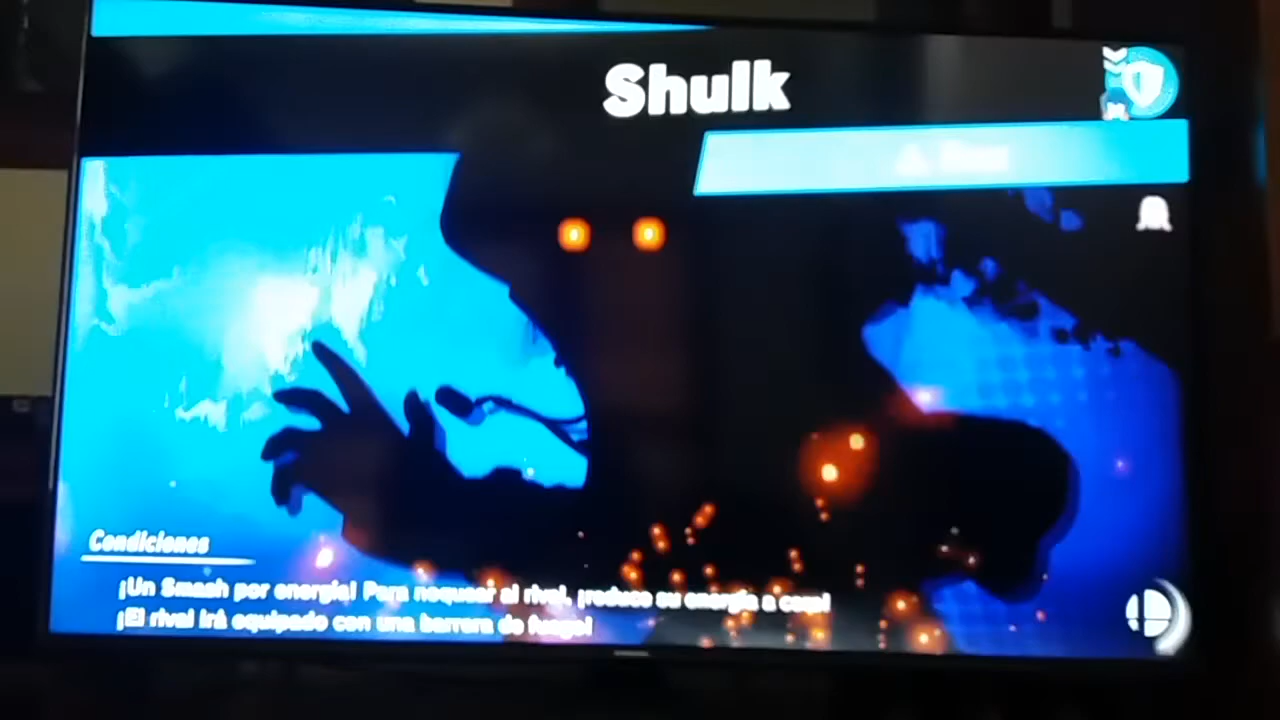 Shulk
Condiciones
¡Un Smash por energía! Para noquear al rival, ¡reduce su energía a cero!
¡El rival irá equipado con una barrera de fuego!